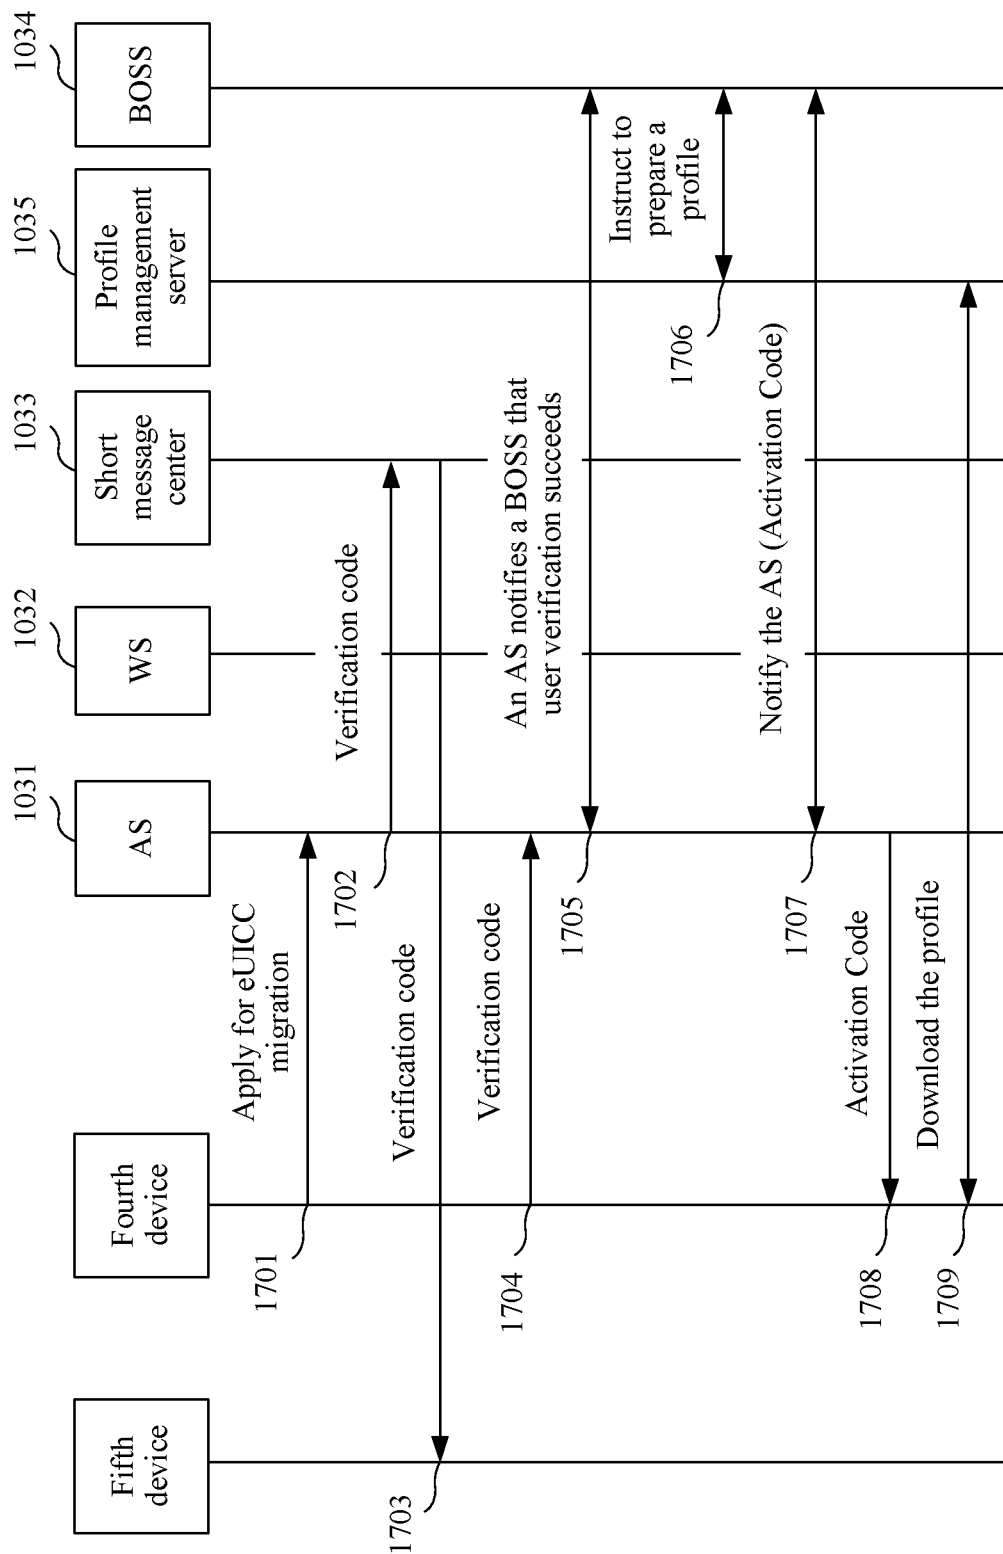 Fifth
device
Fourth
device
1031
AS
1032
WS
1033
Short
message
center
1035
Profile
management
server
1034
BOSS
Apply for eUICC
migration
1701
Verification code
1702
Verification code
1703
Verification code
1704
An AS notifies a BOSS that
user verification succeeds
1705
Instruct to
prepare a
profile
1706
Notify the AS (Activation Code)
1707
Activation Code
1708
Download the profile
1709